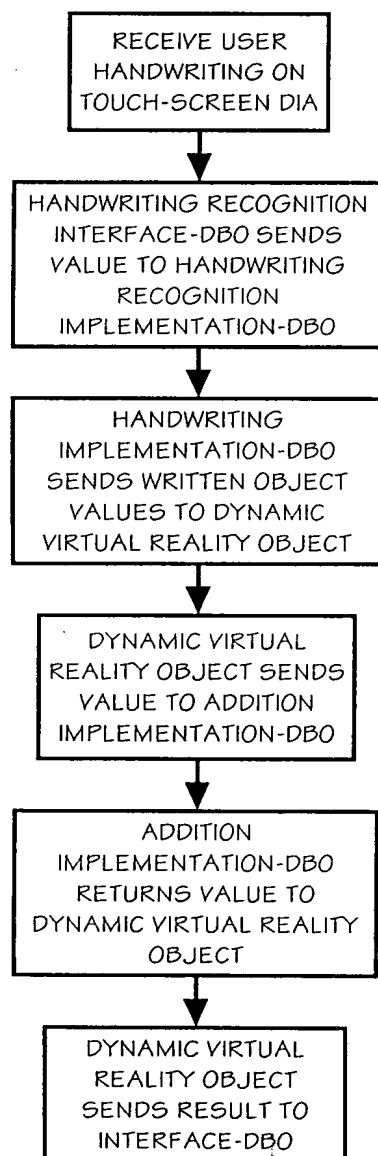 RECEIVE USER
HANDWRITING ON
TOUCH-SCREEN DIA
HANDWRITING RECOGNITION
INTERFACE-DBO SENDS
VALUE TO HANDWRITING
RECOGNITION
IMPLEMENTATION-DBO
HANDWRITING
IMPLEMENTATION-DBO
SENDS WRITTEN OBJECT
VALUES TO DYNAMIC
VIRTUAL REALITY OBJECT
DYNAMIC VIRTUAL
REALITY OBJECT SENDS
VALUE TO ADDITION
IMPLEMENTATION-DBO
ADDITION
IMPLEMENTATION-DBO
RETURNS VALUE TO
DYNAMIC VIRTUAL REALITY
OBJECT
DYNAMIC VIRTUAL
REALITY OBJECT
SENDS RESULT TO
INTERFACE-DBO